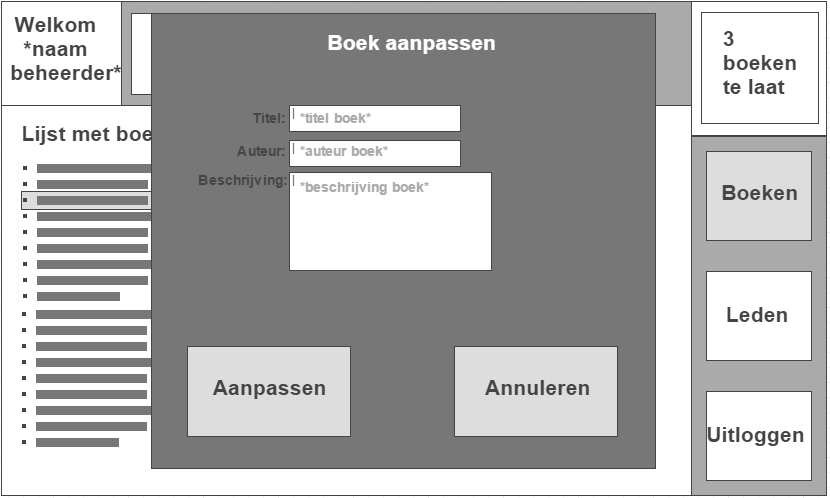 Welkom
*naam
beheerder*
Boek aanpassen
3
boeken
te laat
Lijst met boe
Titel: *titel boek*
Auteur: *auteur boek*
Beschrijving: *beschrijving boek*
Boeken
Leden
Aanpassen
Annuleren
Uitloggen